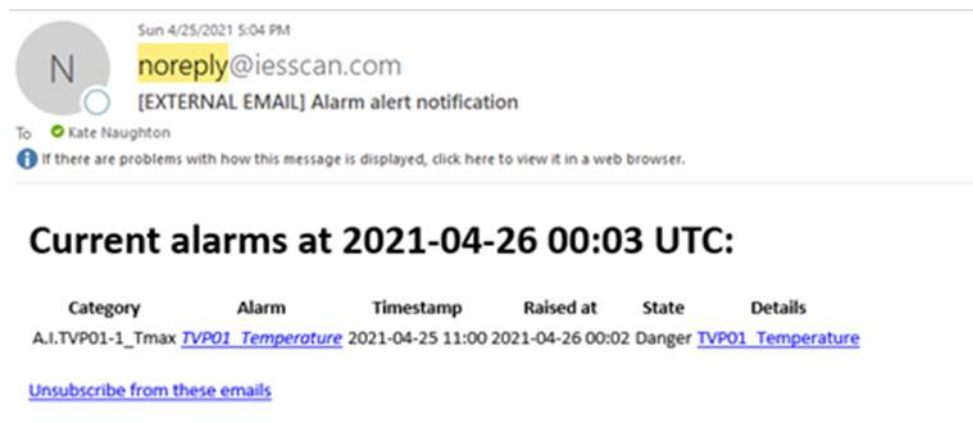 Sun 4/25/2021 5:04 PM
N
noreply@iesscan.com
[EXTERNAL EMAIL] Alarm alert notification
To Kate Naughton
If there are problems with how this message is displayed, click here to view it in a web browser.
Current alarms at 2021-04-26 00:03 UTC:
Category Alarm Timestamp Raised at State Details
A.I.TVP01-1_Tmax TVP01_Temperature 2021-04-25 11:00 2021-04-26 00:02 Danger TVP01_Temperature
Unsubscribe from these emails